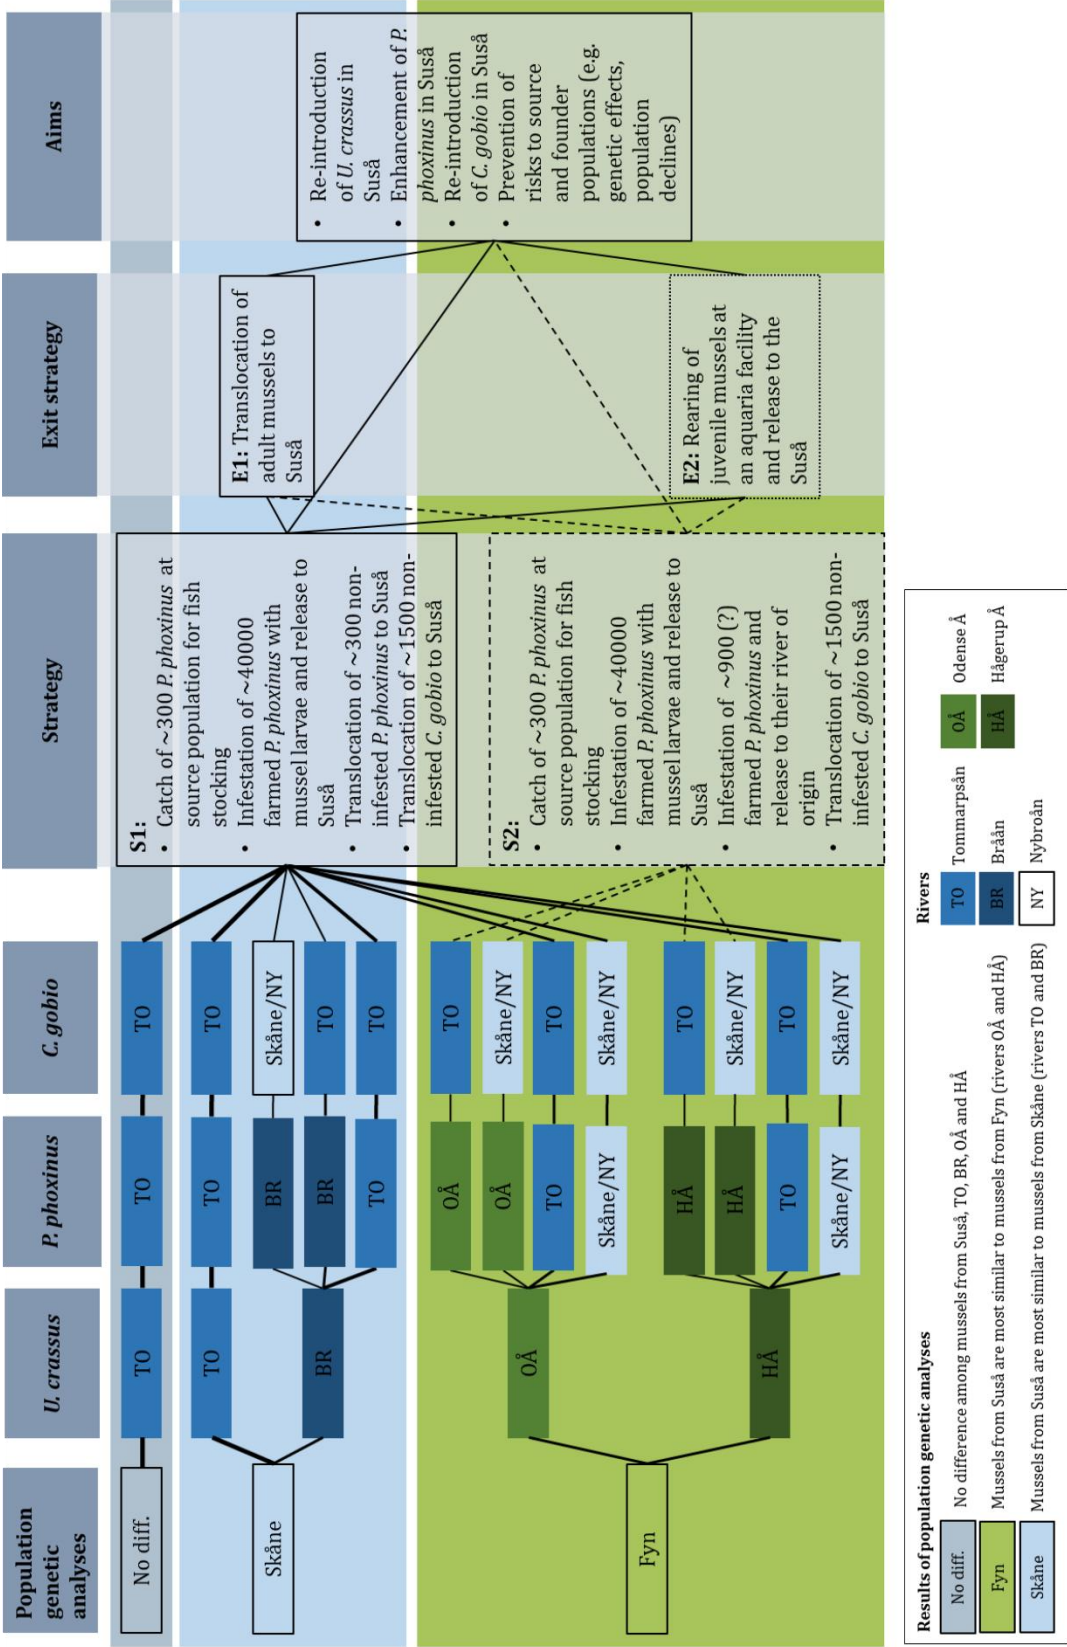 Population
genetic
analyses
U. crassus
P. phoxinus
C. gobio
Strategy
Exit strategy
Aims
No diff.
TO
TO
TO
Skåne
TO
TO
TO
BR
BR
Skåne/NY
BR
TO
TO
TO
Fyn
OÅ
OÅ
TO
OÅ
Skåne/NY
TO
TO
Skåne/NY
Skåne/NY
HÅ
HÅ
TO
HÅ
Skåne/NY
TO
TO
Skåne/NY
Skåne/NY
S1:
• Catch of ~300 P. phoxinus at
source population for fish
stocking
• Infestation of ~40000
farmed P. phoxinus with
mussel larvae and release to
Suså
• Translocation of ~300 non-
infested P. phoxinus to Suså
• Translocation of ~1500 non-
infested C. gobio to Suså
S2:
• Catch of ~300 P. phoxinus at
source population for fish
stocking
• Infestation of ~40000
farmed P. phoxinus with
mussel larvae and release to
Suså
• Infestation of ~900 (?)
farmed P. phoxinus and
release to their river of
origin
• Translocation of ~1500 non-
infested C. gobio to Suså
E1: Translocation of
adult mussels to
Suså
E2: Rearing of
juvenile mussels at
an aquaria facility
and release to the
Suså
• Re-introduction
of U. crassus in
Suså
• Enhancement of P.
phoxinus in Suså
• Re-introduction
of C. gobio in Suså
• Prevention of
risks to source
and founder
populations (e.g.
genetic effects,
population
declines)
Results of population genetic analyses
No diff. No difference among mussels from Suså, TO, BR, OÅ and HÅ
Fyn Mussels from Suså are most similar to mussels from Fyn (rivers OÅ and HÅ)
Skåne Mussels from Suså are most similar to mussels from Skåne (rivers TO and BR)
Rivers
TO Tommarpsån
OÅ Odense Å
BR Bråån
HÅ Hågerup Å
NY Nybroån